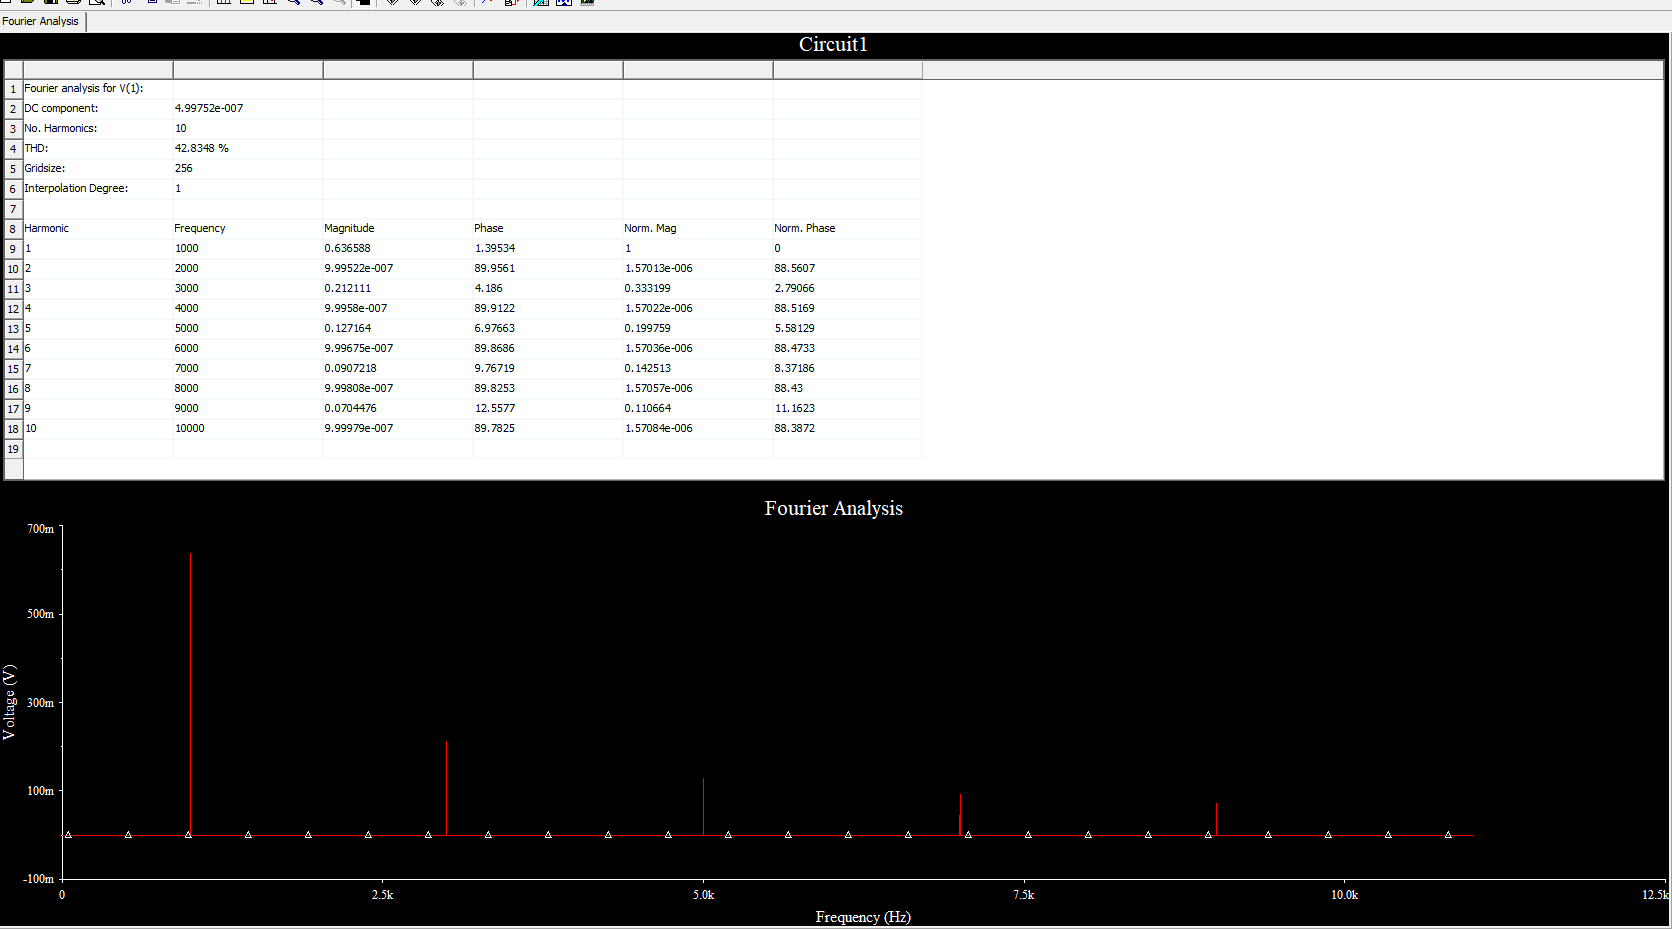 Fourier Analysis
Circuit1
1 Fourier analysis for V(1):
2 DC component: 4.99752e-007
3 No. Harmonics: 10
4 THD: 42.8348 %
5 Gridsize: 256
6 Interpolation Degree: 1
7
8 Harmonic Frequency Magnitude Phase Norm. Mag Norm. Phase
9 1 1000 0.636588 1.39534 1 0
10 2 2000 9.99522e-007 89.9561 1.57013e-006 88.5607
11 3 3000 0.212111 4.186 0.333199 2.79066
12 4 4000 9.9958e-007 89.9122 1.57022e-006 88.5169
13 5 5000 0.127164 6.97663 0.199759 5.58129
14 6 6000 9.99675e-007 89.8686 1.57036e-006 88.4733
15 7 7000 0.0907218 9.76719 0.142513 8.37186
16 8 8000 9.99808e-007 89.8253 1.57057e-006 88.43
17 9 9000 0.0704476 12.5577 0.110664 11.1623
18 10 10000 9.99979e-007 89.7825 1.57084e-006 88.3872
19
Fourier Analysis
700m
500m
300m
100m
-100m
Voltage (V)
0 2.5k 5.0k 7.5k 10.0k 12.5k
Frequency (Hz)